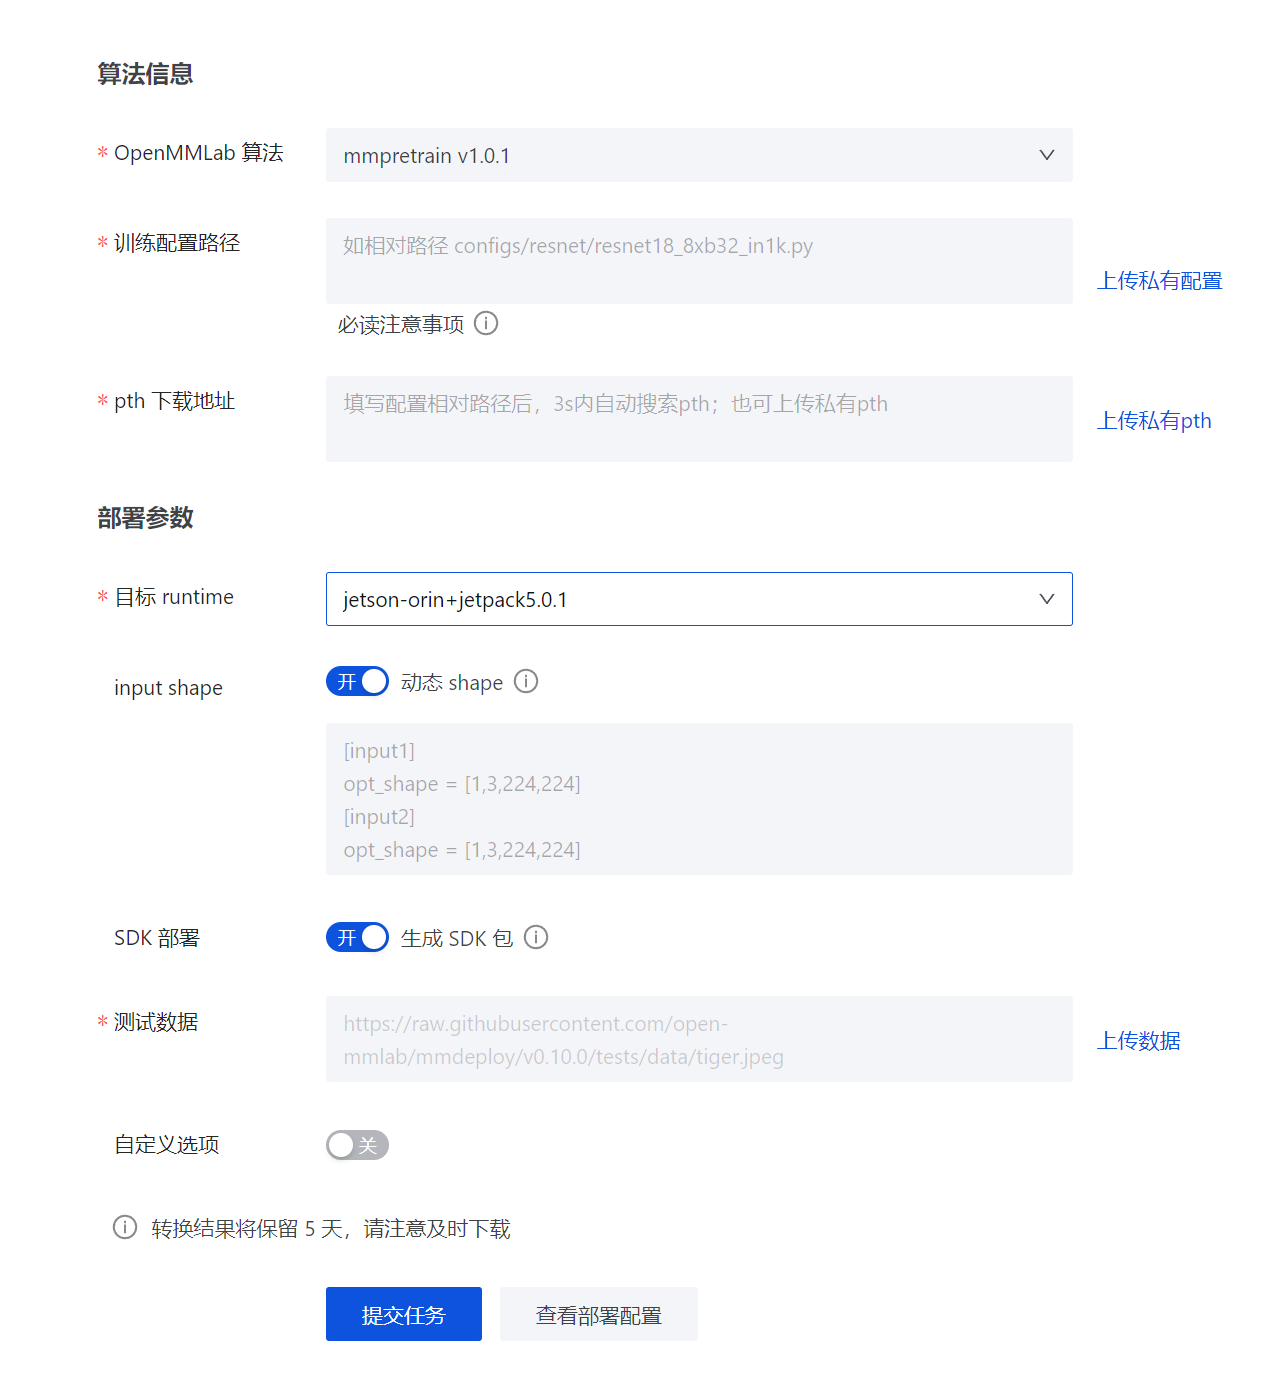 算法信息
* OpenMMLab 算法
mmpretrain v1.0.1
* 训练配置路径
如相对路径 configs/resnet/resnet18_8xb32_in1k.py
上传私有配置
必读注意事项
* pth 下载地址
填写配置相对路径后，3s内自动搜索pth；也可上传私有pth
上传私有pth
部署参数
* 目标 runtime
jetson-orin+jetpack5.0.1
input shape
开 动态 shape
[input1]
opt_shape = [1,3,224,224]
[input2]
opt_shape = [1,3,224,224]
SDK 部署
开 生成 SDK 包
* 测试数据
https://raw.githubusercontent.com/open-
mmlab/mmdeploy/v0.10.0/tests/data/tiger.jpeg
上传数据
自定义选项
关
转换结果将保留 5 天，请注意及时下载
提交任务
查看部署配置